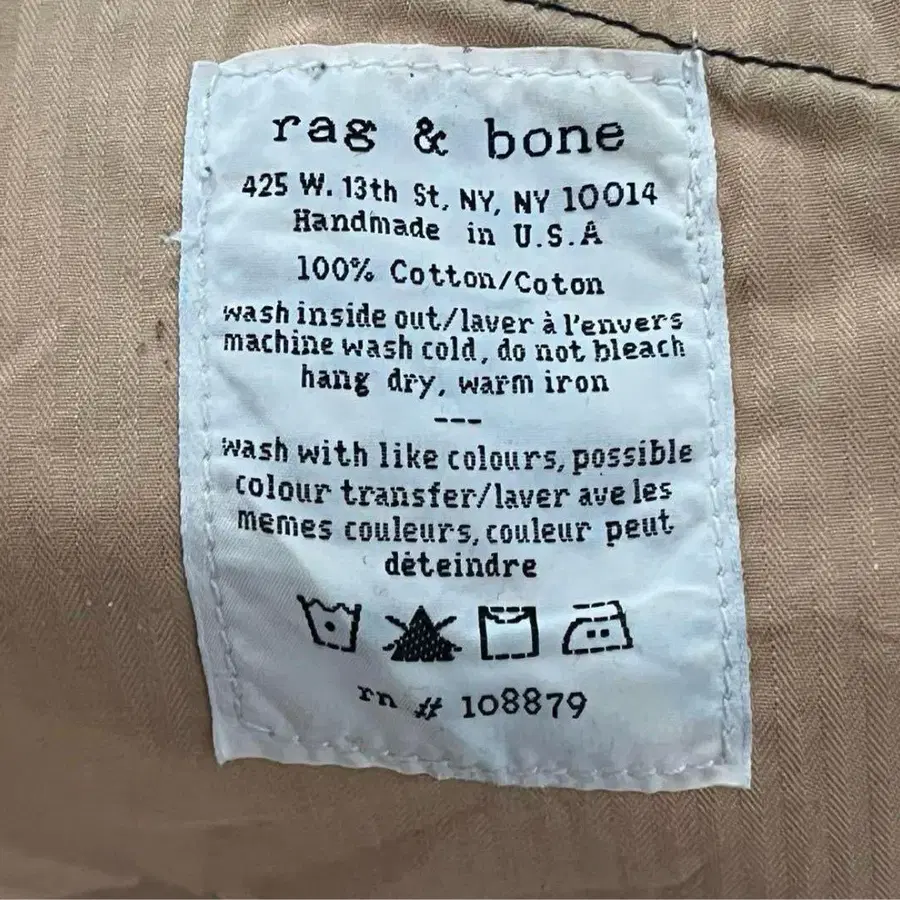 rag & bone
425 W. 13th St, NY, NY 10014
Handmade in U.S.A
100% Cotton/Coton
wash inside out/laver à l'envers
machine wash cold, do not bleach
hang dry, warm iron
---
wash with like colours, possible
colour transfer/laver ave les
memes couleurs, couleur peut
déteindre
rn # 108879